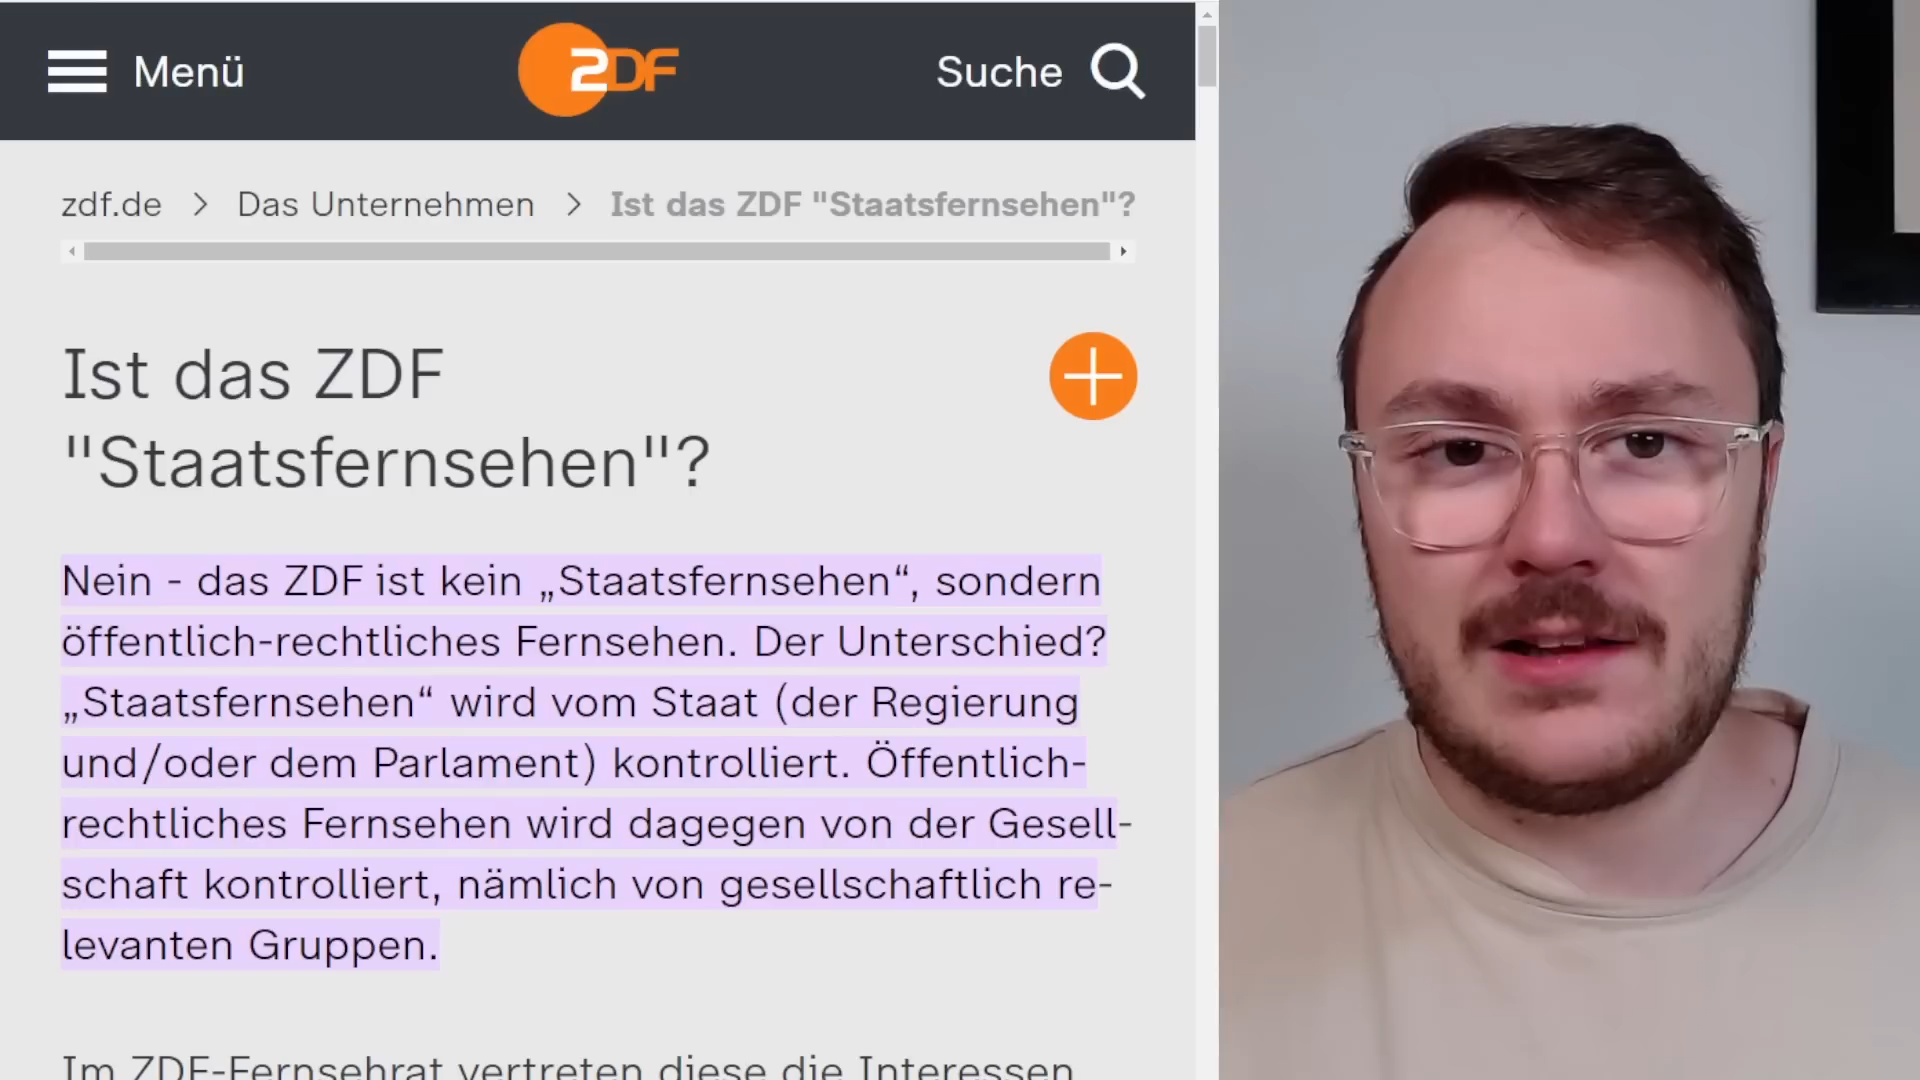 Menü
ZDF
Suche
zdf.de > Das Unternehmen > Ist das ZDF "Staatsfernsehen"?
Ist das ZDF
"Staatsfernsehen"?
Nein - das ZDF ist kein „Staatsfernsehen“, sondern
öffentlich-rechtliches Fernsehen. Der Unterschied?
„Staatsfernsehen“ wird vom Staat (der Regierung
und/oder dem Parlament) kontrolliert. Öffentlich-
rechtliches Fernsehen wird dagegen von der Gesell-
schaft kontrolliert, nämlich von gesellschaftlich re-
levanten Gruppen.
Im ZDF-Fernsehrat vertreten diese die Interessen